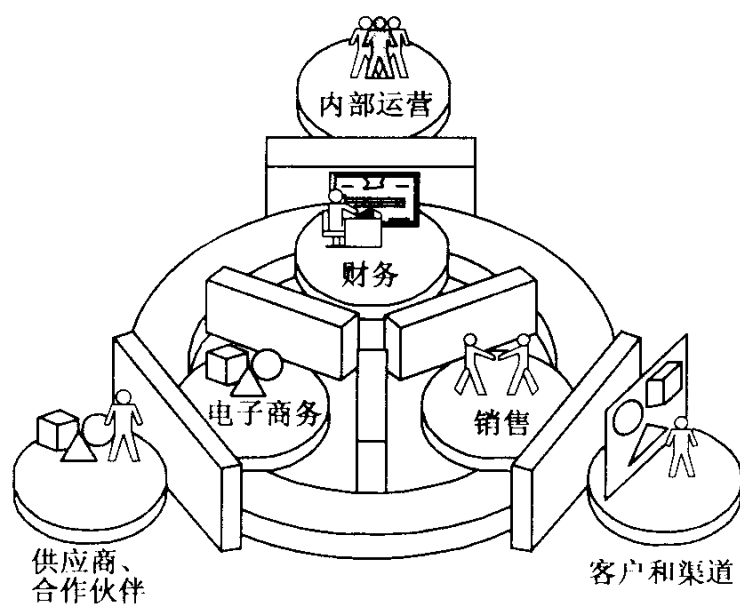 内部运营
财务
电子商务
销售
供应商、
合作伙伴
客户和渠道